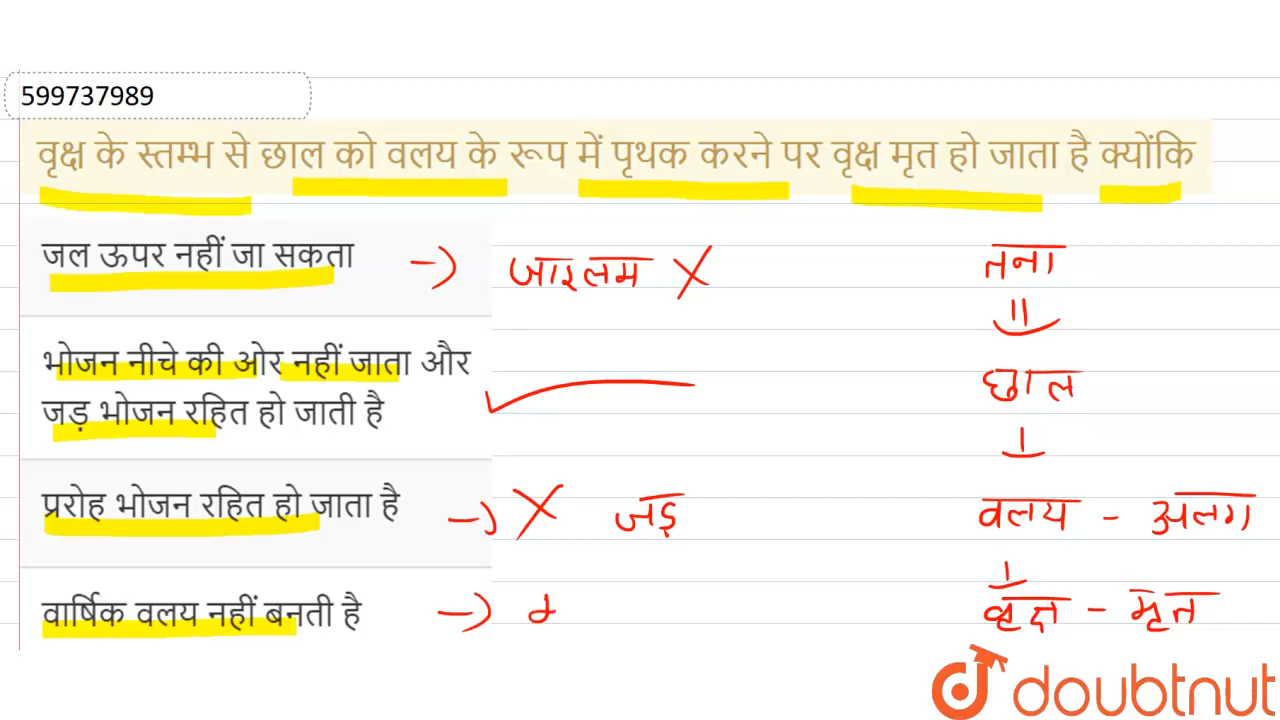 599737989
वृक्ष के स्तम्भ से छाल को वलय के रूप में पृथक करने पर वृक्ष मृत हो जाता है क्योंकि
जल ऊपर नहीं जा सकता -> जाइलम X
तना
भोजन नीचे की ओर नहीं जाता और
जड़ भोजन रहित हो जाती है
छाल
प्ररोह भोजन रहित हो जाता है -> X जड़
वलय - अलग
वार्षिक वलय नहीं बनती है ->
वृक्ष - मृत
doubtnut